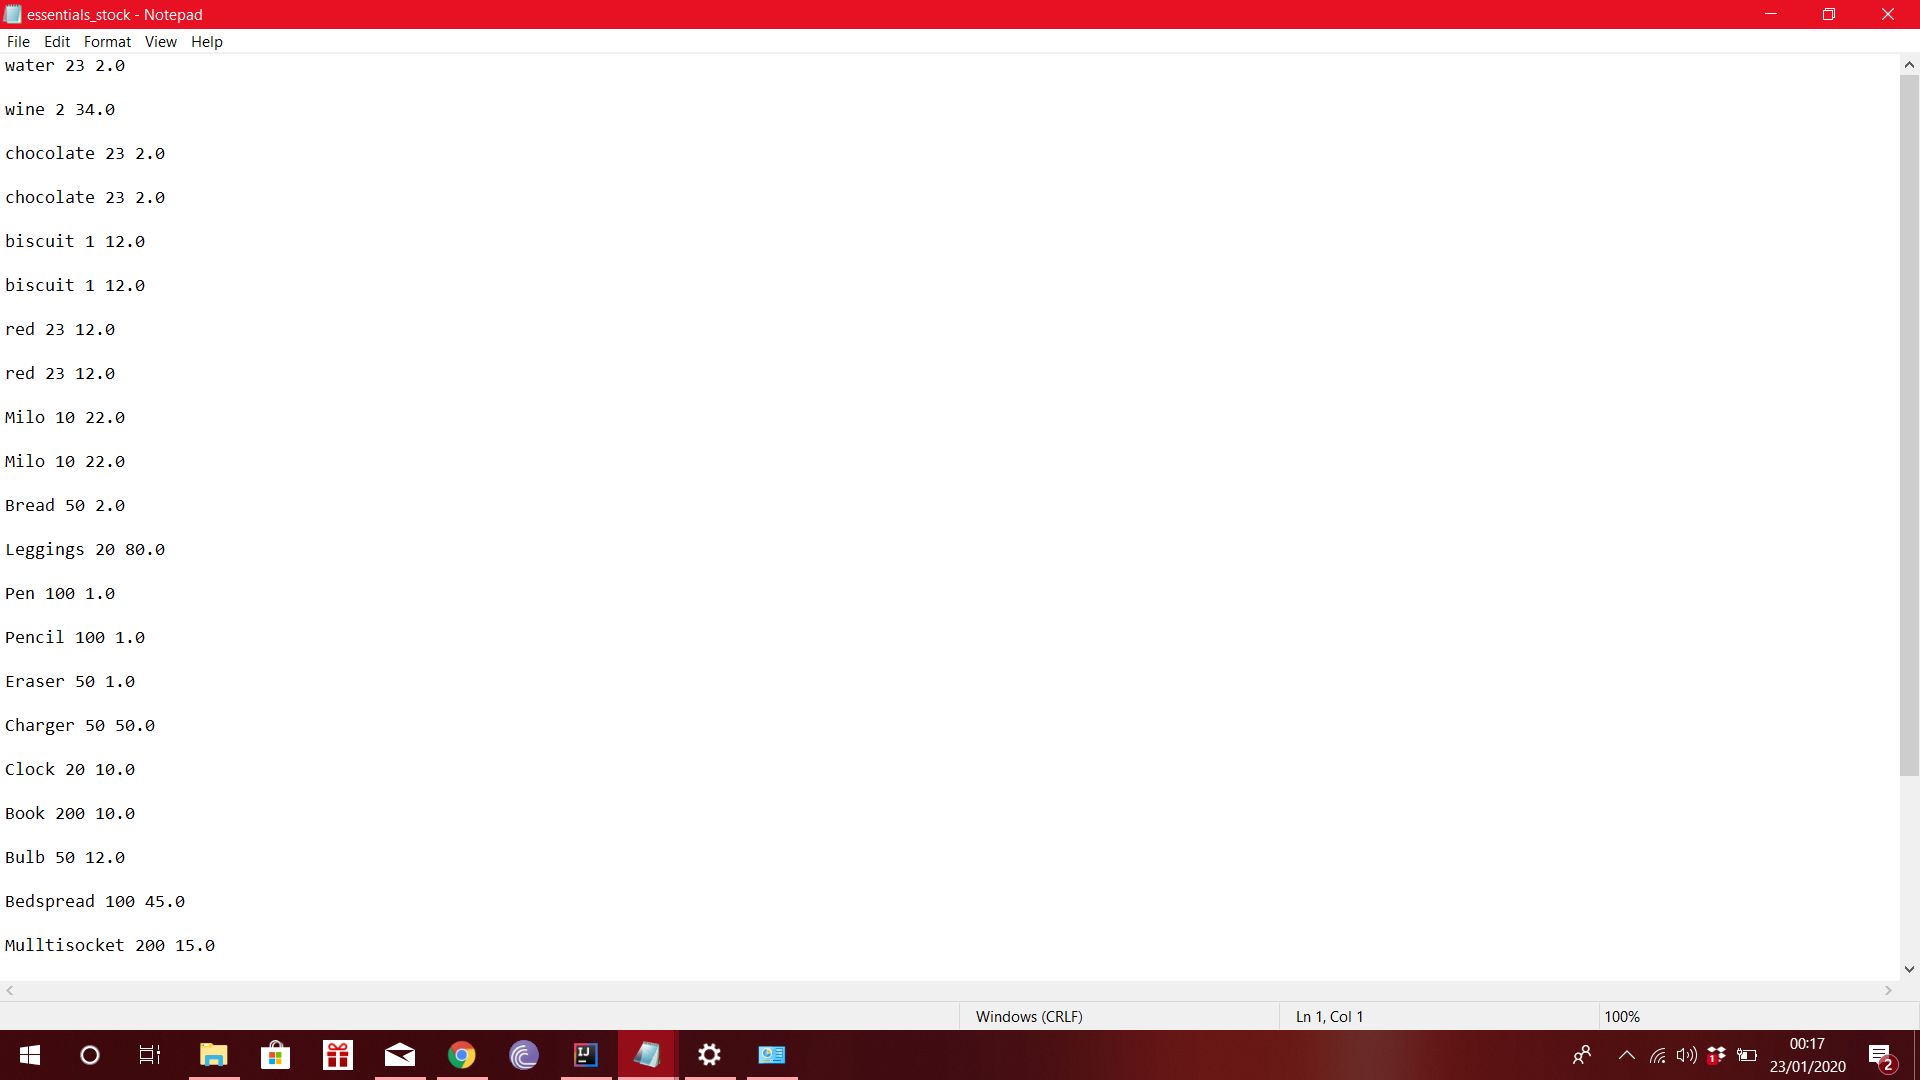 essentials_stock - Notepad
File Edit Format View Help
water 23 2.0
wine 2 34.0
chocolate 23 2.0
chocolate 23 2.0
biscuit 1 12.0
biscuit 1 12.0
red 23 12.0
red 23 12.0
Milo 10 22.0
Milo 10 22.0
Bread 50 2.0
Leggings 20 80.0
Pen 100 1.0
Pencil 100 1.0
Eraser 50 1.0
Charger 50 50.0
Clock 20 10.0
Book 200 10.0
Bulb 50 12.0
Bedspread 100 45.0
Mulltisocket 200 15.0
Windows (CRLF) Ln 1, Col 1 100%
IJ
1
00:17
23/01/2020
2